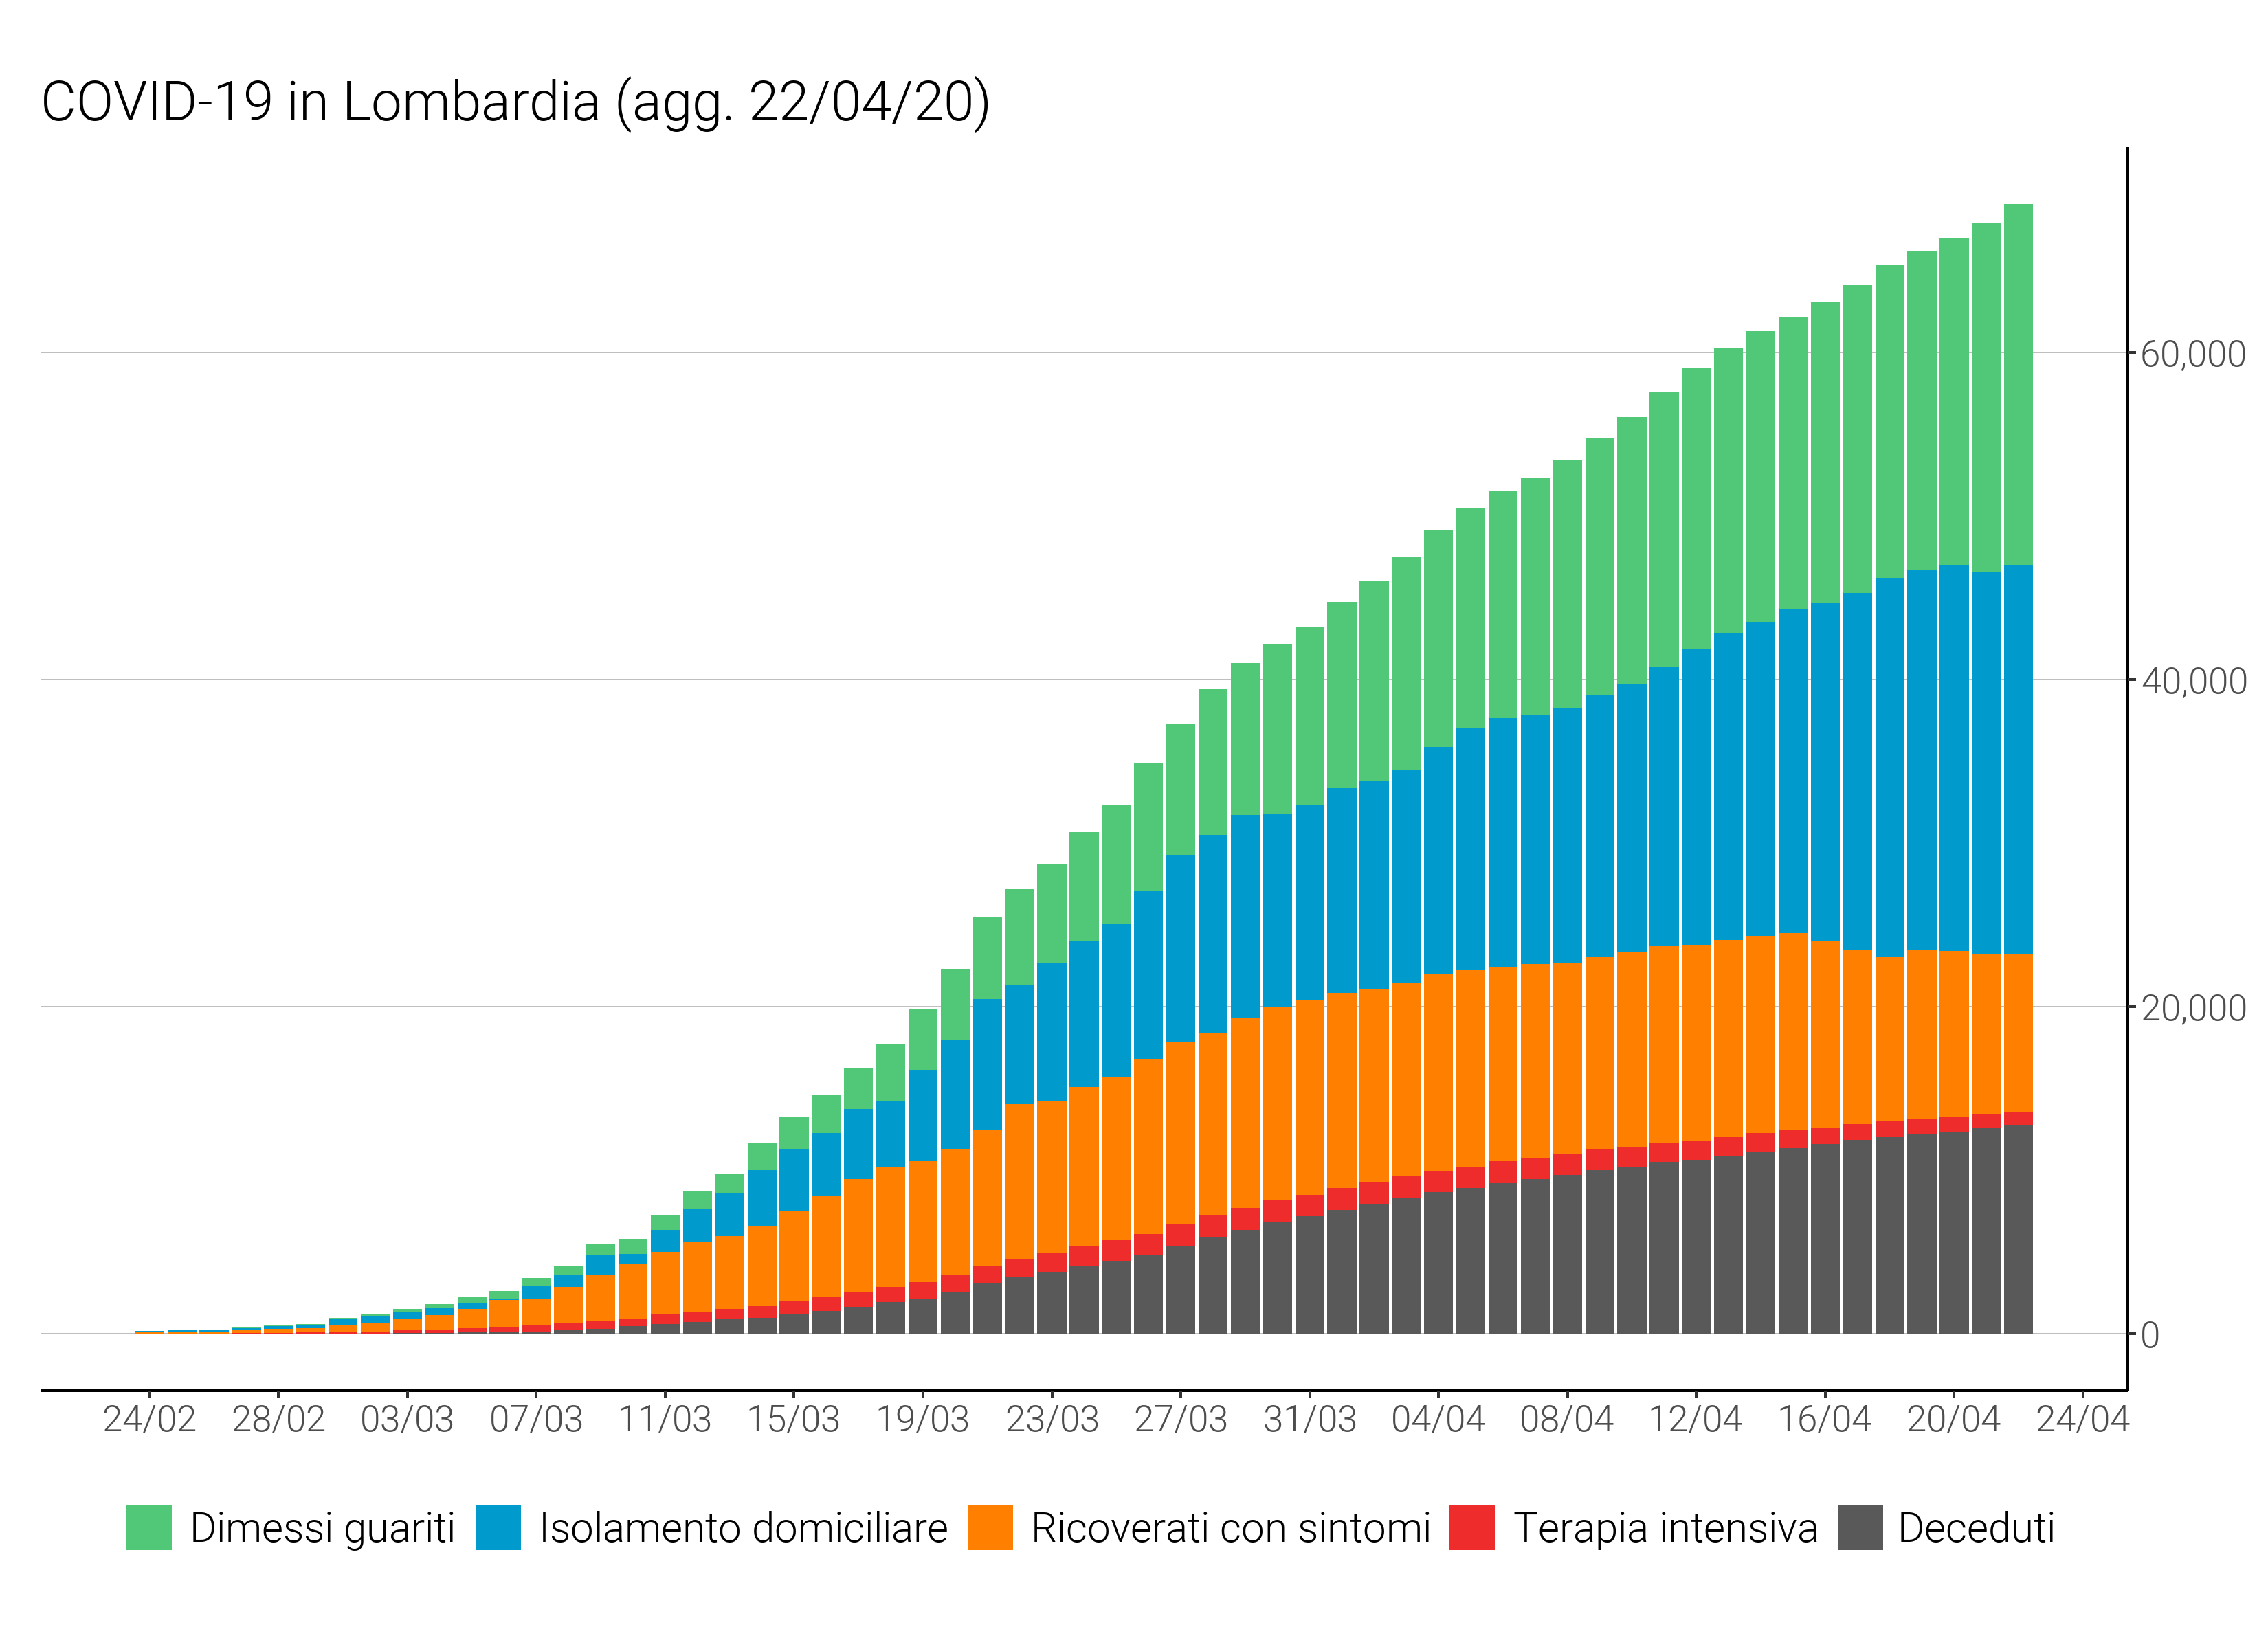 COVID-19 in Lombardia (agg. 22/04/20)
60,000
40,000
20,000
0
24/02 28/02 03/03 07/03 11/03 15/03 19/03 23/03 27/03 31/03 04/04 08/04 12/04 16/04 20/04 24/04
Dimessi guariti Isolamento domiciliare Ricoverati con sintomi Terapia intensiva Deceduti